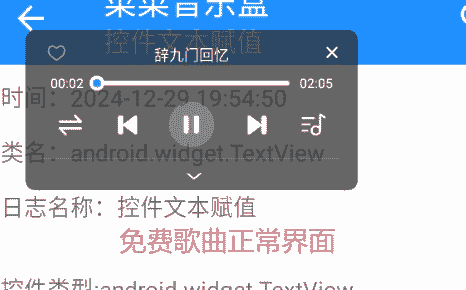 菜菜音乐盒
控件文本赋值
辞九门回忆
00:02
02:05
时间：2024-12-29 19:54:50
类名：android.widget.TextView
日志名称：控件文本赋值
免费歌曲正常界面
控件类型:android.widget.TextView